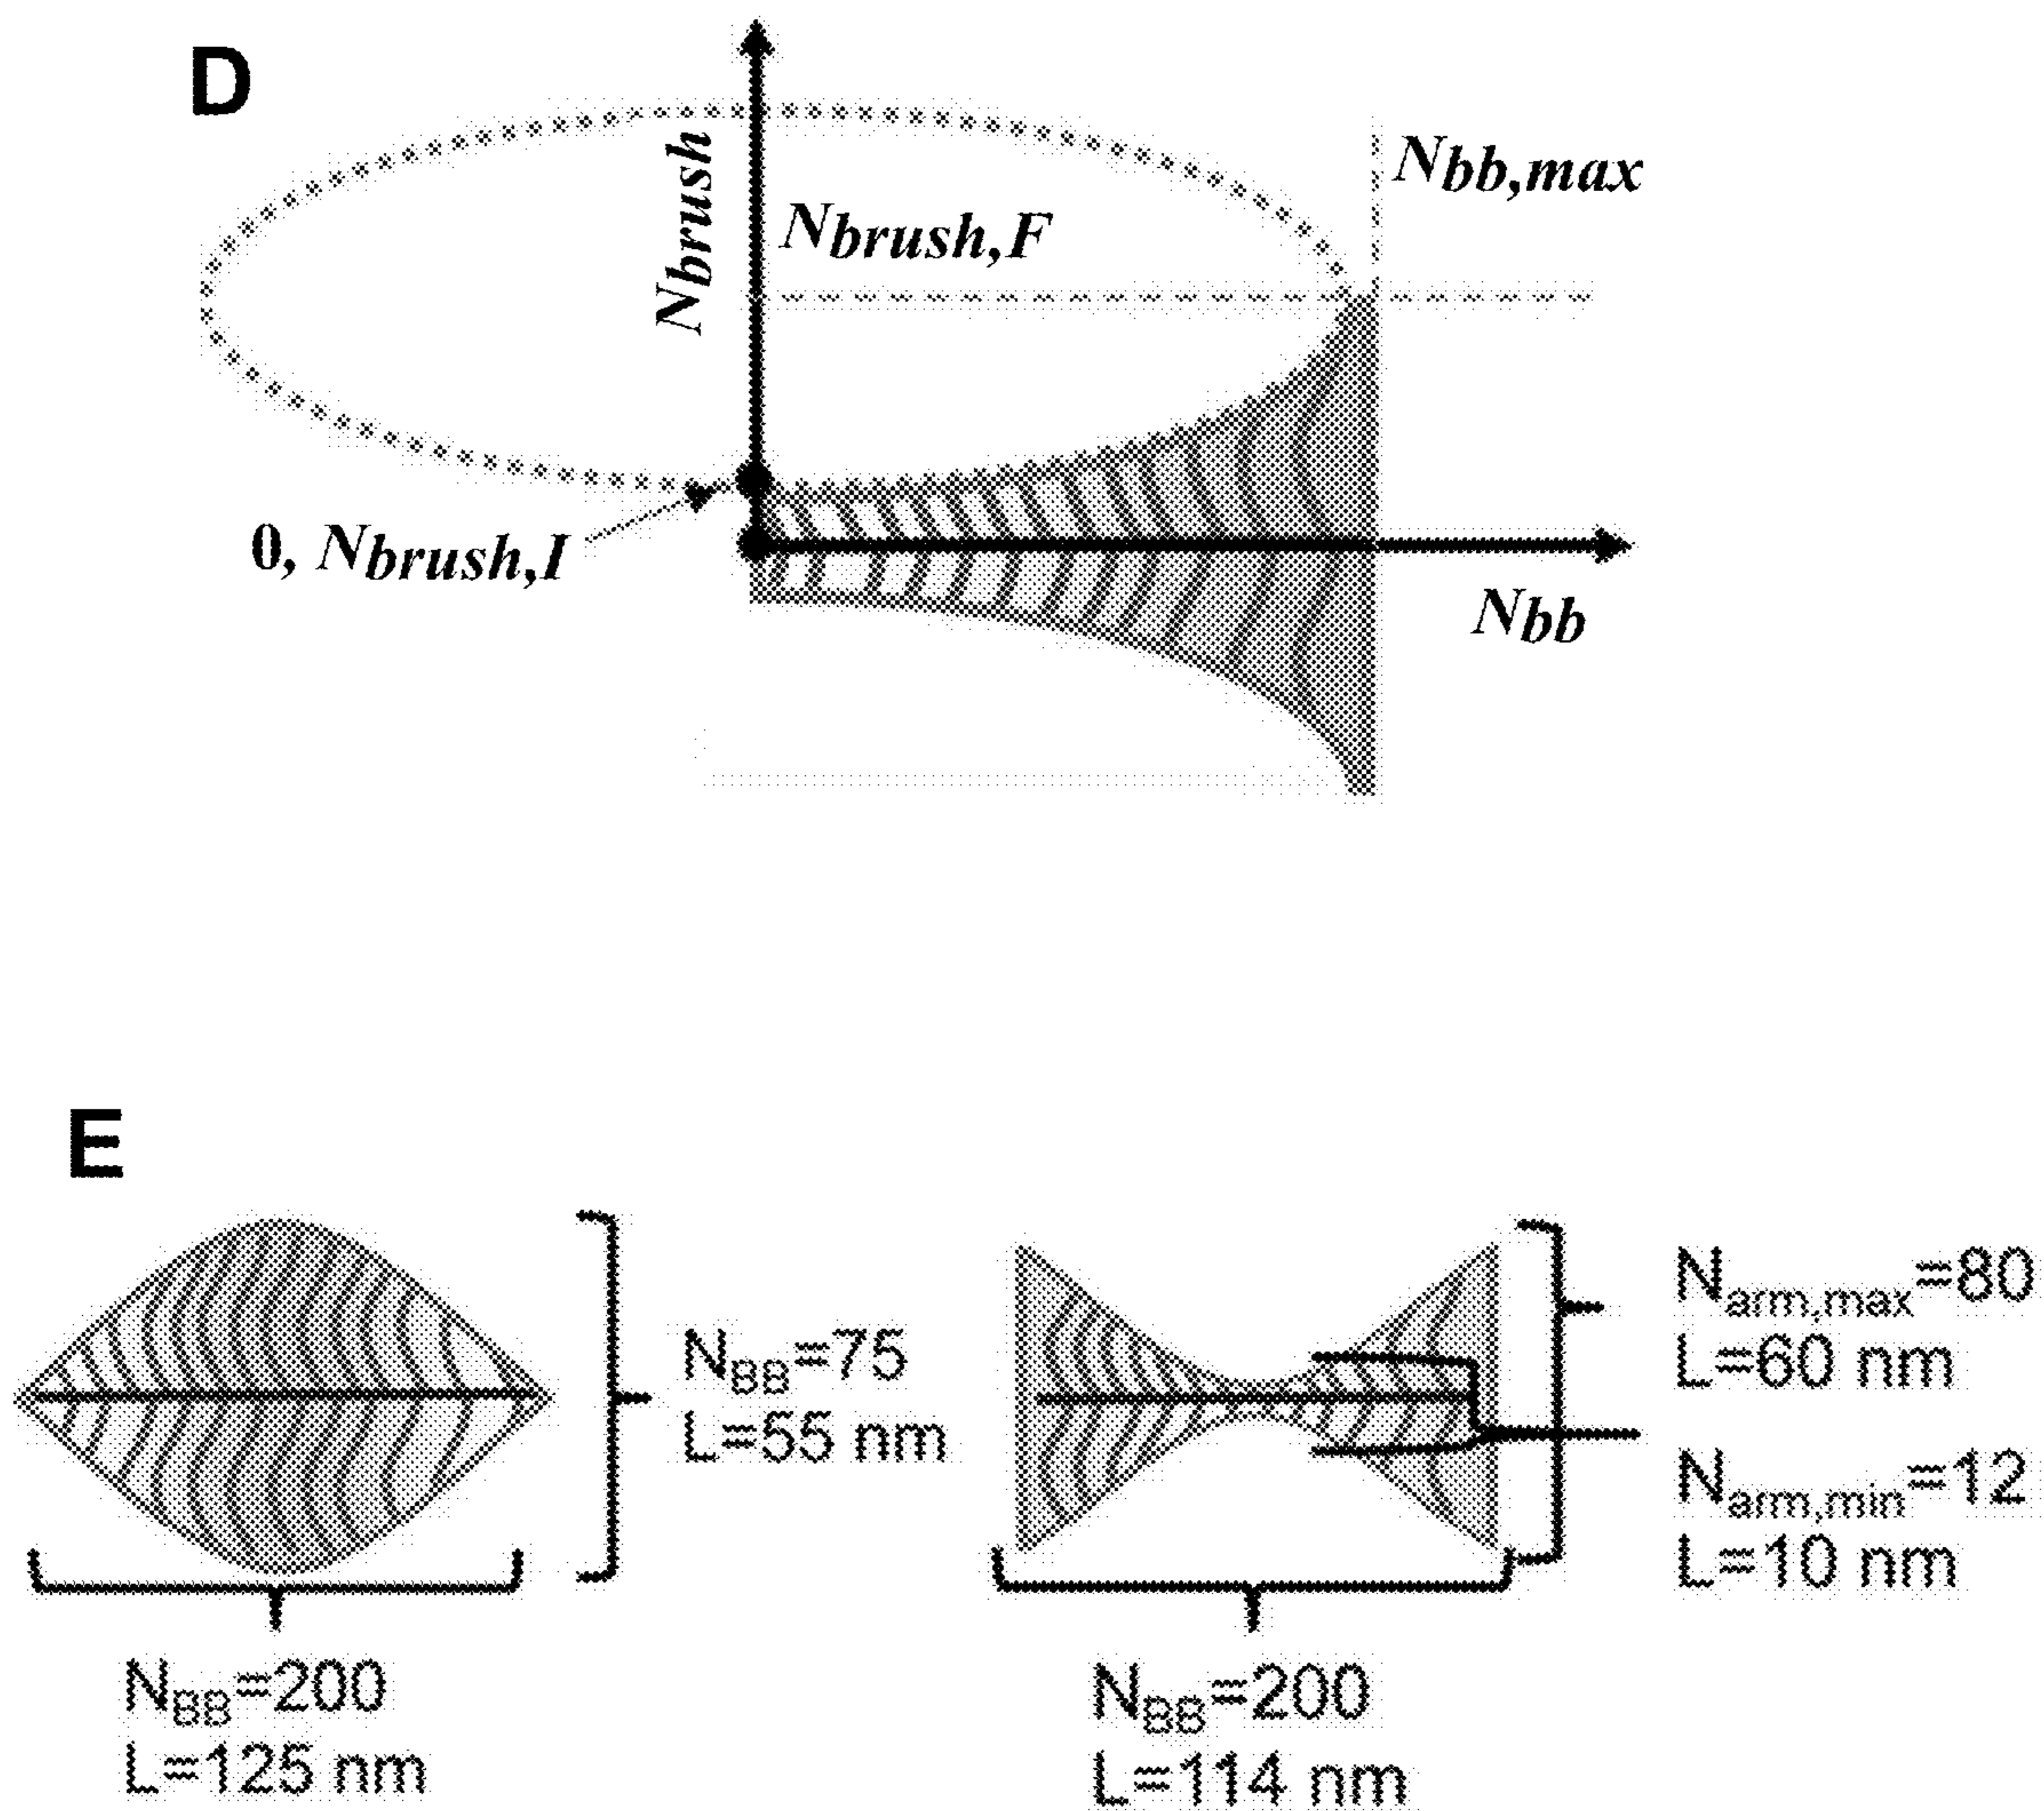 D
Nbrush
Nbrush,F
Nbb,max
0, Nbrush,I
Nbb
E
NBB=75
L=55 nm
Narm,max=80
L=60 nm
Narm,min=12
L=10 nm
NBB=200
L=125 nm
NBB=200
L=114 nm